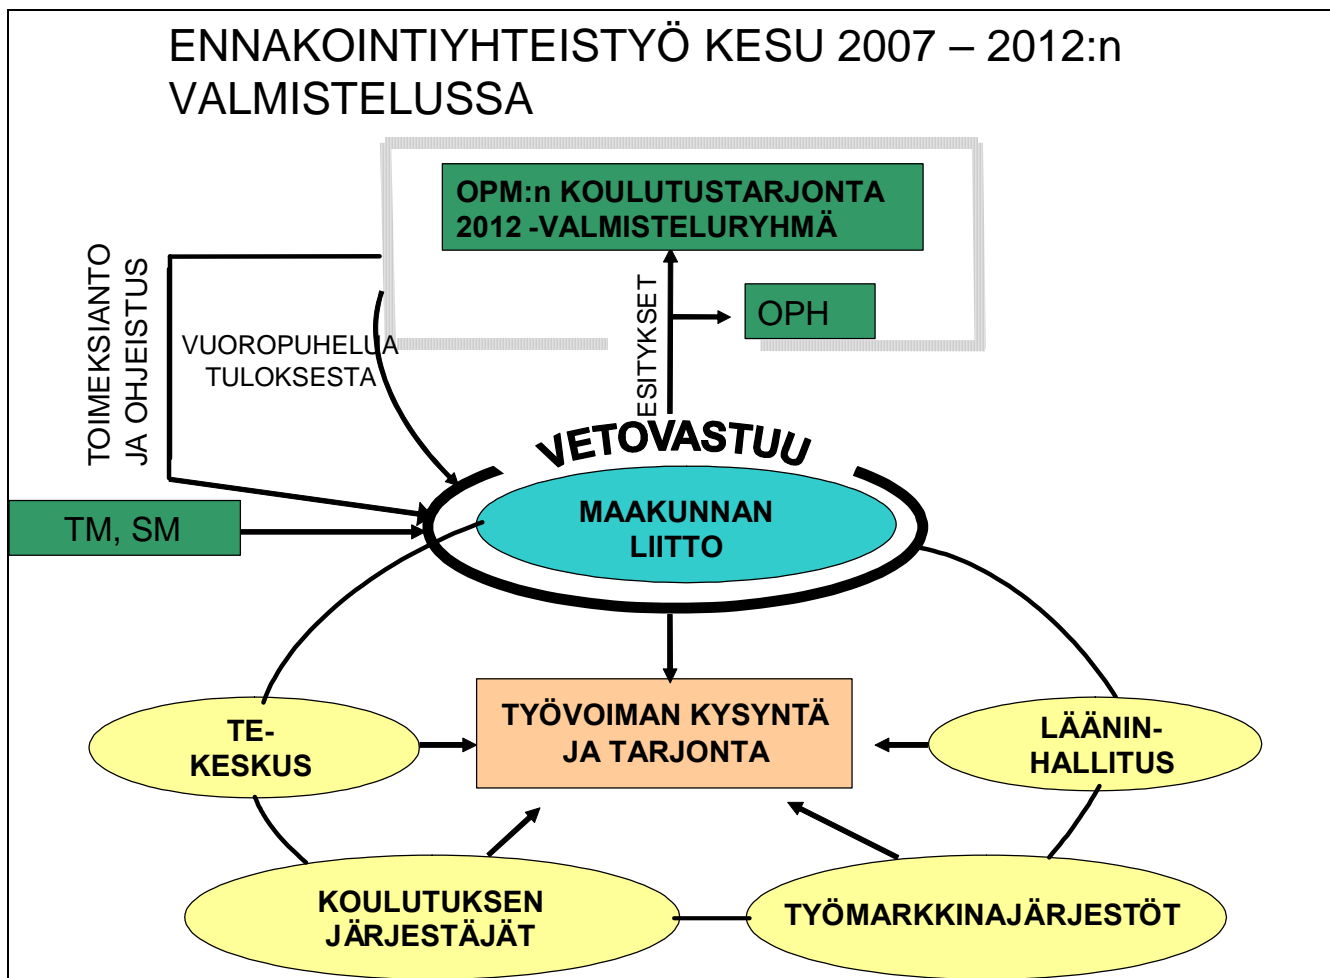 ENNAKOINTIYHTEISTYÖ KESU 2007 – 2012:n
VALMISTELUSSA
OPM:n KOULUTUSTARJONTA
2012 -VALMISTELURYHMÄ
TOIMEKSIANTO
JA OHJEISTUS
VUOROPUHELUA
TULOKSESTA
ESITYKSET
OPH
VETOVASTUU
MAAKUNNAN
LIITTO
TM, SM
TYÖVOIMAN KYSYNTÄ
JA TARJONTA
TE-
KESKUS
LÄÄNIN-
HALLITUS
KOULUTUKSEN
JÄRJESTÄJÄT
TYÖMARKKINAJÄRJESTÖT